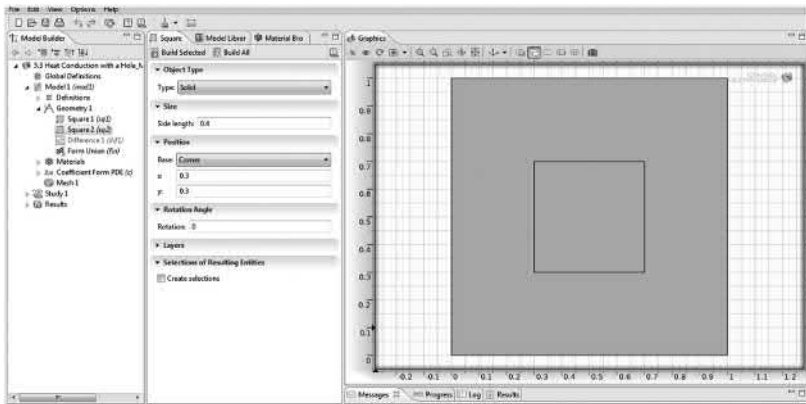 File Edit View Options Help
Model Builder
5.3 Heat Conduction with a Hole_M
Global Definitions
Model 1 (mod1)
Definitions
Geometry 1
Square 1 (sq1)
Square 2 (sq2)
Difference 1 (dif1)
Form Union (fin)
Materials
Coefficient Form PDE (c)
Mesh 1
Study 1
Results
Square Model Librar Material Bro
Build Selected Build All
Object Type
Type: Solid
Size
Side length: 0.4
Position
Base: Corner
x: 0.3
y: 0.3
Rotation Angle
Rotation: 0
Layers
Selections of Resulting Entities
Create selections
Graphics
1
0.9
0.8
0.7
0.6
0.5
0.4
0.3
0.2
0.1
0
-0.2 -0.1 0 0.1 0.2 0.3 0.4 0.5 0.6 0.7 0.8 0.9 1 1.1 1.2
Messages Progress Log Results